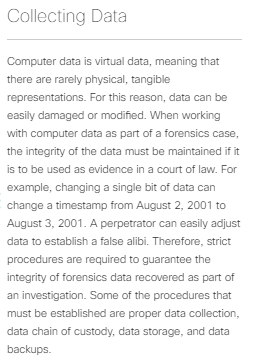 Collecting Data
Computer data is virtual data, meaning that
there are rarely physical, tangible
representations. For this reason, data can be
easily damaged or modified. When working
with computer data as part of a forensics case,
the integrity of the data must be maintained if it
is to be used as evidence in a court of law. For
example, changing a single bit of data can
change a timestamp from August 2, 2001 to
August 3, 2001. A perpetrator can easily adjust
data to establish a false alibi. Therefore, strict
procedures are required to guarantee the
integrity of forensics data recovered as part of
an investigation. Some of the procedures that
must be established are proper data collection,
data chain of custody, data storage, and data
backups.